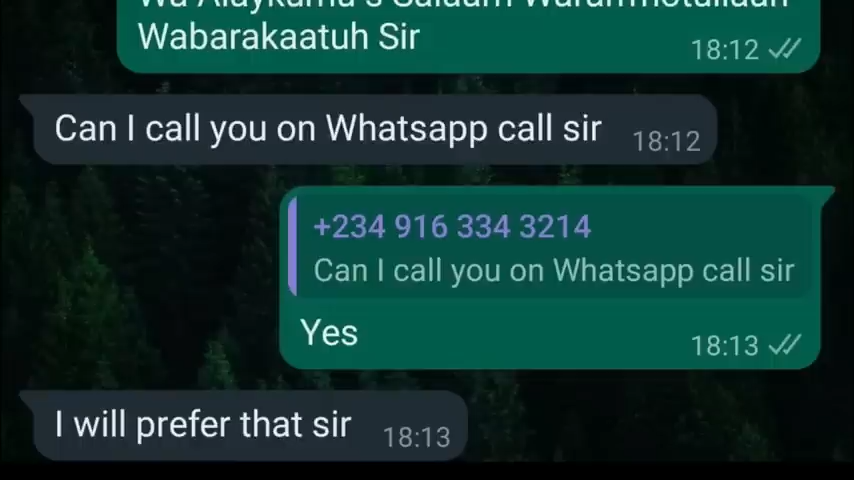 Wabarakaatuh Sir
18:12
Can I call you on Whatsapp call sir
18:12
+234 916 334 3214
Can I call you on Whatsapp call sir
Yes
18:13
I will prefer that sir
18:13